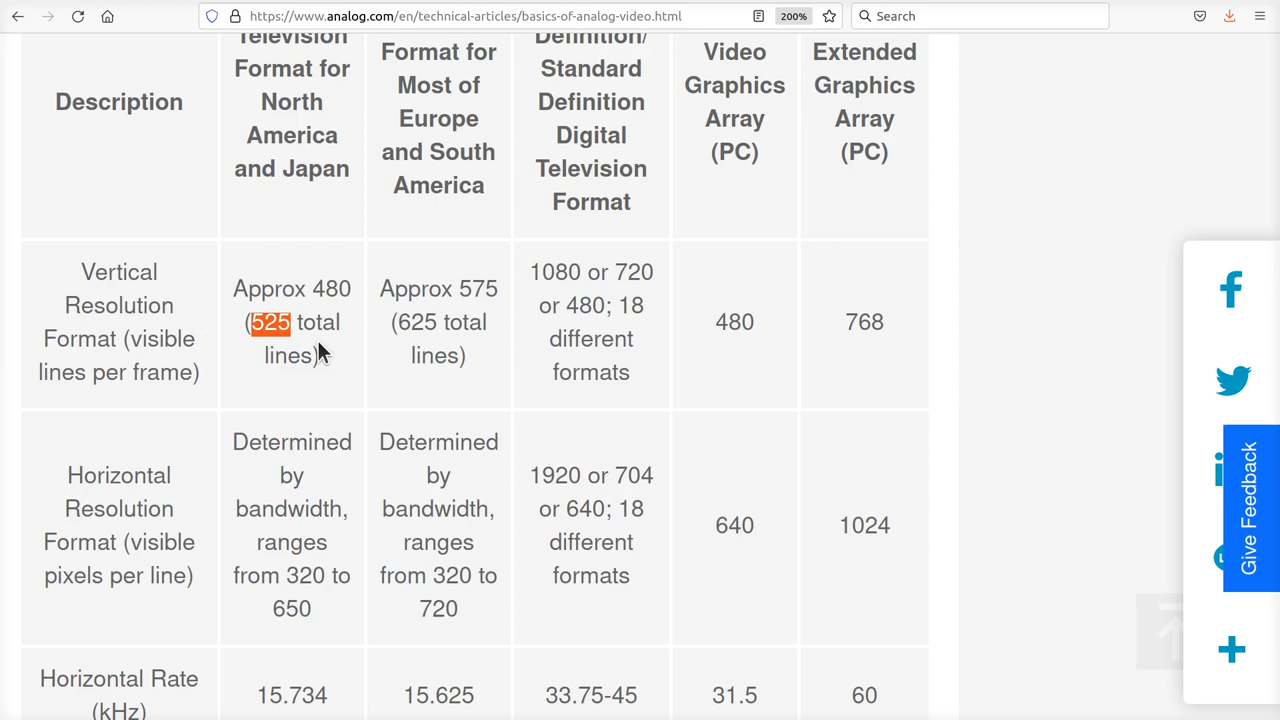 https://www.analog.com/en/technical-articles/basics-of-analog-video.html
200%
Search
Description
Television
Format for
North
America
and Japan
Format for
Most of
Europe
and South
America
Definition/
Standard
Definition
Digital
Television
Format
Video
Graphics
Array
(PC)
Extended
Graphics
Array
(PC)
Vertical
Resolution
Format (visible
lines per frame)
Approx 480
(525 total
lines)
Approx 575
(625 total
lines)
1080 or 720
or 480; 18
different
formats
480
768
Horizontal
Resolution
Format (visible
pixels per line)
Determined
by
bandwidth,
ranges
from 320 to
650
Determined
by
bandwidth,
ranges
from 320 to
720
1920 or 704
or 640; 18
different
formats
640
1024
Horizontal Rate
(kHz)
15.734
15.625
33.75-45
31.5
60
Give Feedback